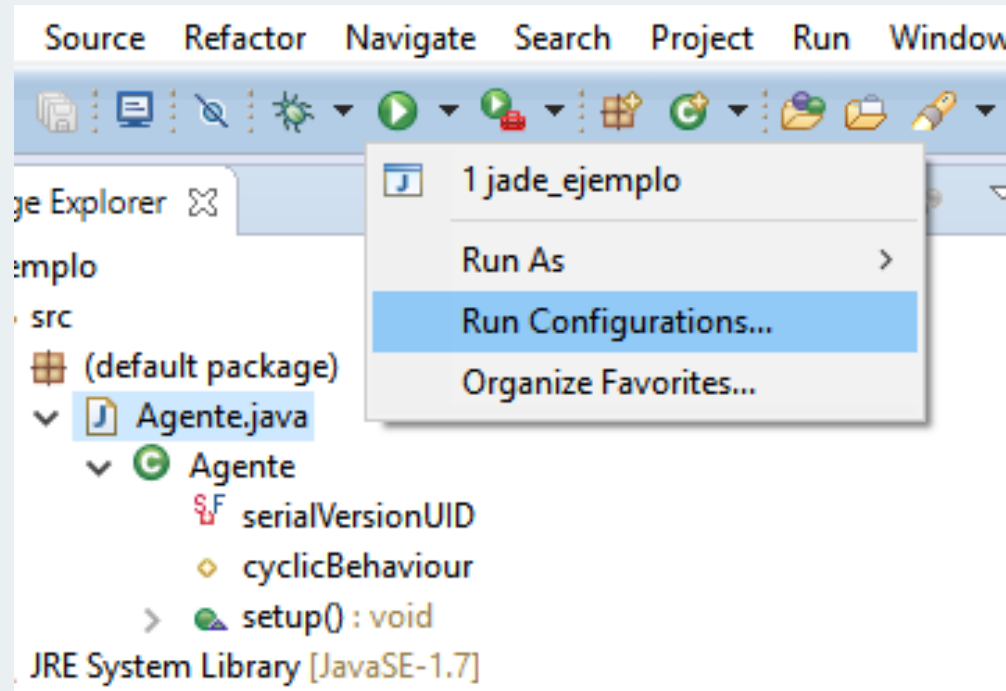 Source Refactor Navigate Search Project Run Window
ge Explorer
1 jade_ejemplo
emplo
Run As
src
Run Configurations...
(default package)
Organize Favorites...
Agente.java
Agente
serialVersionUID
cyclicBehaviour
setup() : void
JRE System Library [JavaSE-1.7]